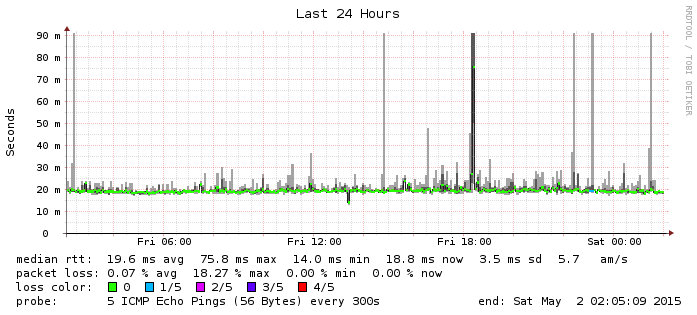 Last 24 Hours
RRDTOOL / TOBI OETIKER
Seconds
90 m
80 m
70 m
60 m
50 m
40 m
30 m
20 m
10 m
0
Fri 06:00 Fri 12:00 Fri 18:00 Sat 00:00
median rtt: 19.6 ms avg 75.8 ms max 14.0 ms min 18.8 ms now 3.5 ms sd 5.7 am/s
packet loss: 0.07 % avg 18.27 % max 0.00 % min 0.00 % now
loss color: 0 1/5 2/5 3/5 4/5
probe: 5 ICMP Echo Pings (56 Bytes) every 300s end: Sat May 2 02:05:09 2015